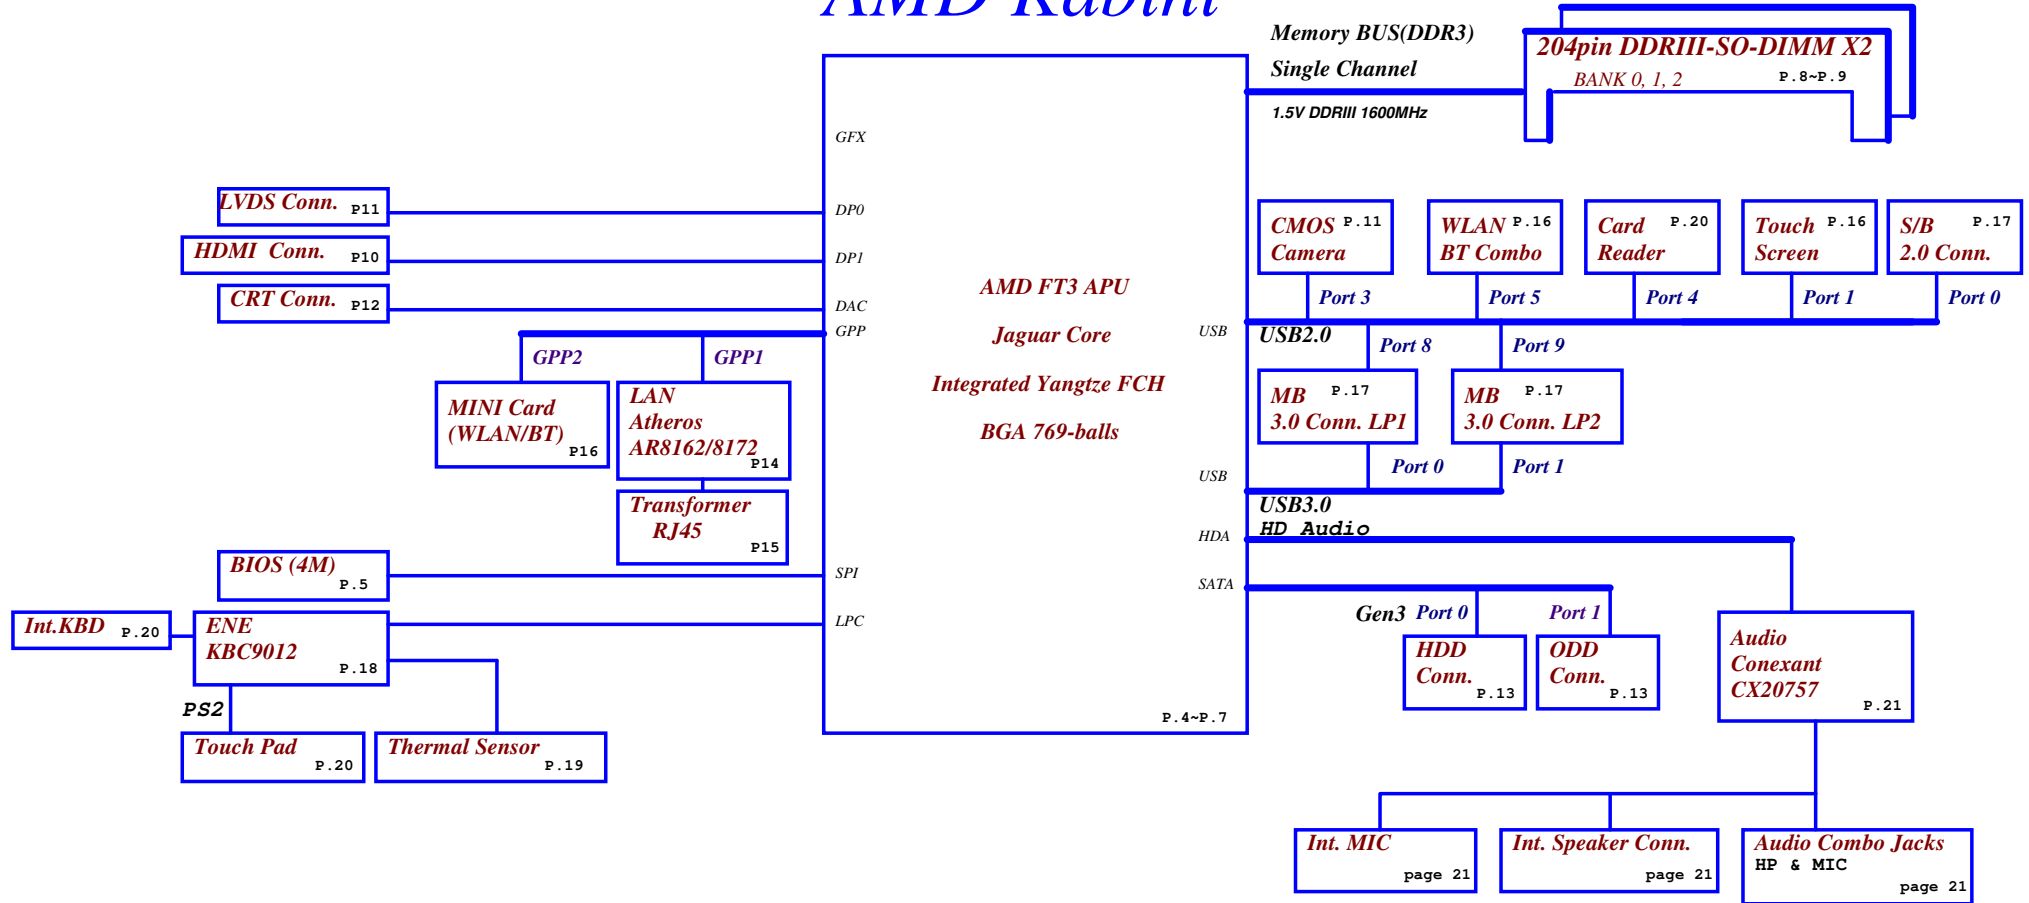 AMD Kabini
Memory BUS(DDR3)
Single Channel
1.5V DDRIII 1600MHz
204pin DDRIII-SO-DIMM X2
BANK 0, 1, 2 P.8~P.9
GFX
LVDS Conn. P11
DP0
HDMI Conn. P10
DP1
CRT Conn. P12
DAC
GPP
GPP2
GPP1
MINI Card
(WLAN/BT)
P16
LAN
Atheros
AR8162/8172
P14
Transformer
RJ45
P15
BIOS (4M)
P.5
SPI
Int.KBD P.20
ENE
KBC9012
P.18
LPC
PS2
Touch Pad
P.20
Thermal Sensor
P.19
AMD FT3 APU
Jaguar Core
Integrated Yangtze FCH
BGA 769-balls
P.4~P.7
CMOS P.11
Camera
WLAN P.16
BT Combo
Card P.20
Reader
Touch P.16
Screen
S/B P.17
2.0 Conn.
Port 3
Port 5
Port 4
Port 1
Port 0
USB
USB2.0
Port 8
Port 9
MB P.17
3.0 Conn. LP1
MB P.17
3.0 Conn. LP2
Port 0
Port 1
USB
USB3.0
HDA
HD Audio
SATA
Gen3 Port 0
Port 1
HDD
Conn.
P.13
ODD
Conn.
P.13
Audio
Conexant
CX20757
P.21
Int. MIC
page 21
Int. Speaker Conn.
page 21
Audio Combo Jacks
HP & MIC
page 21